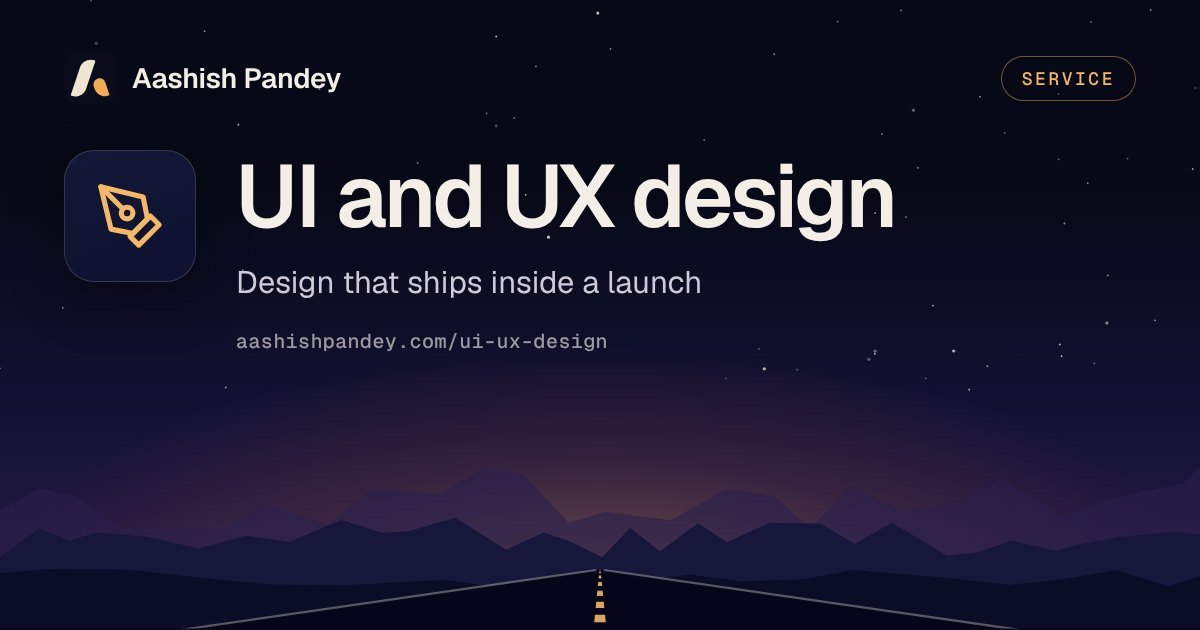 Aashish Pandey
SERVICE
UI and UX design
Design that ships inside a launch
aashishpandey.com/ui-ux-design